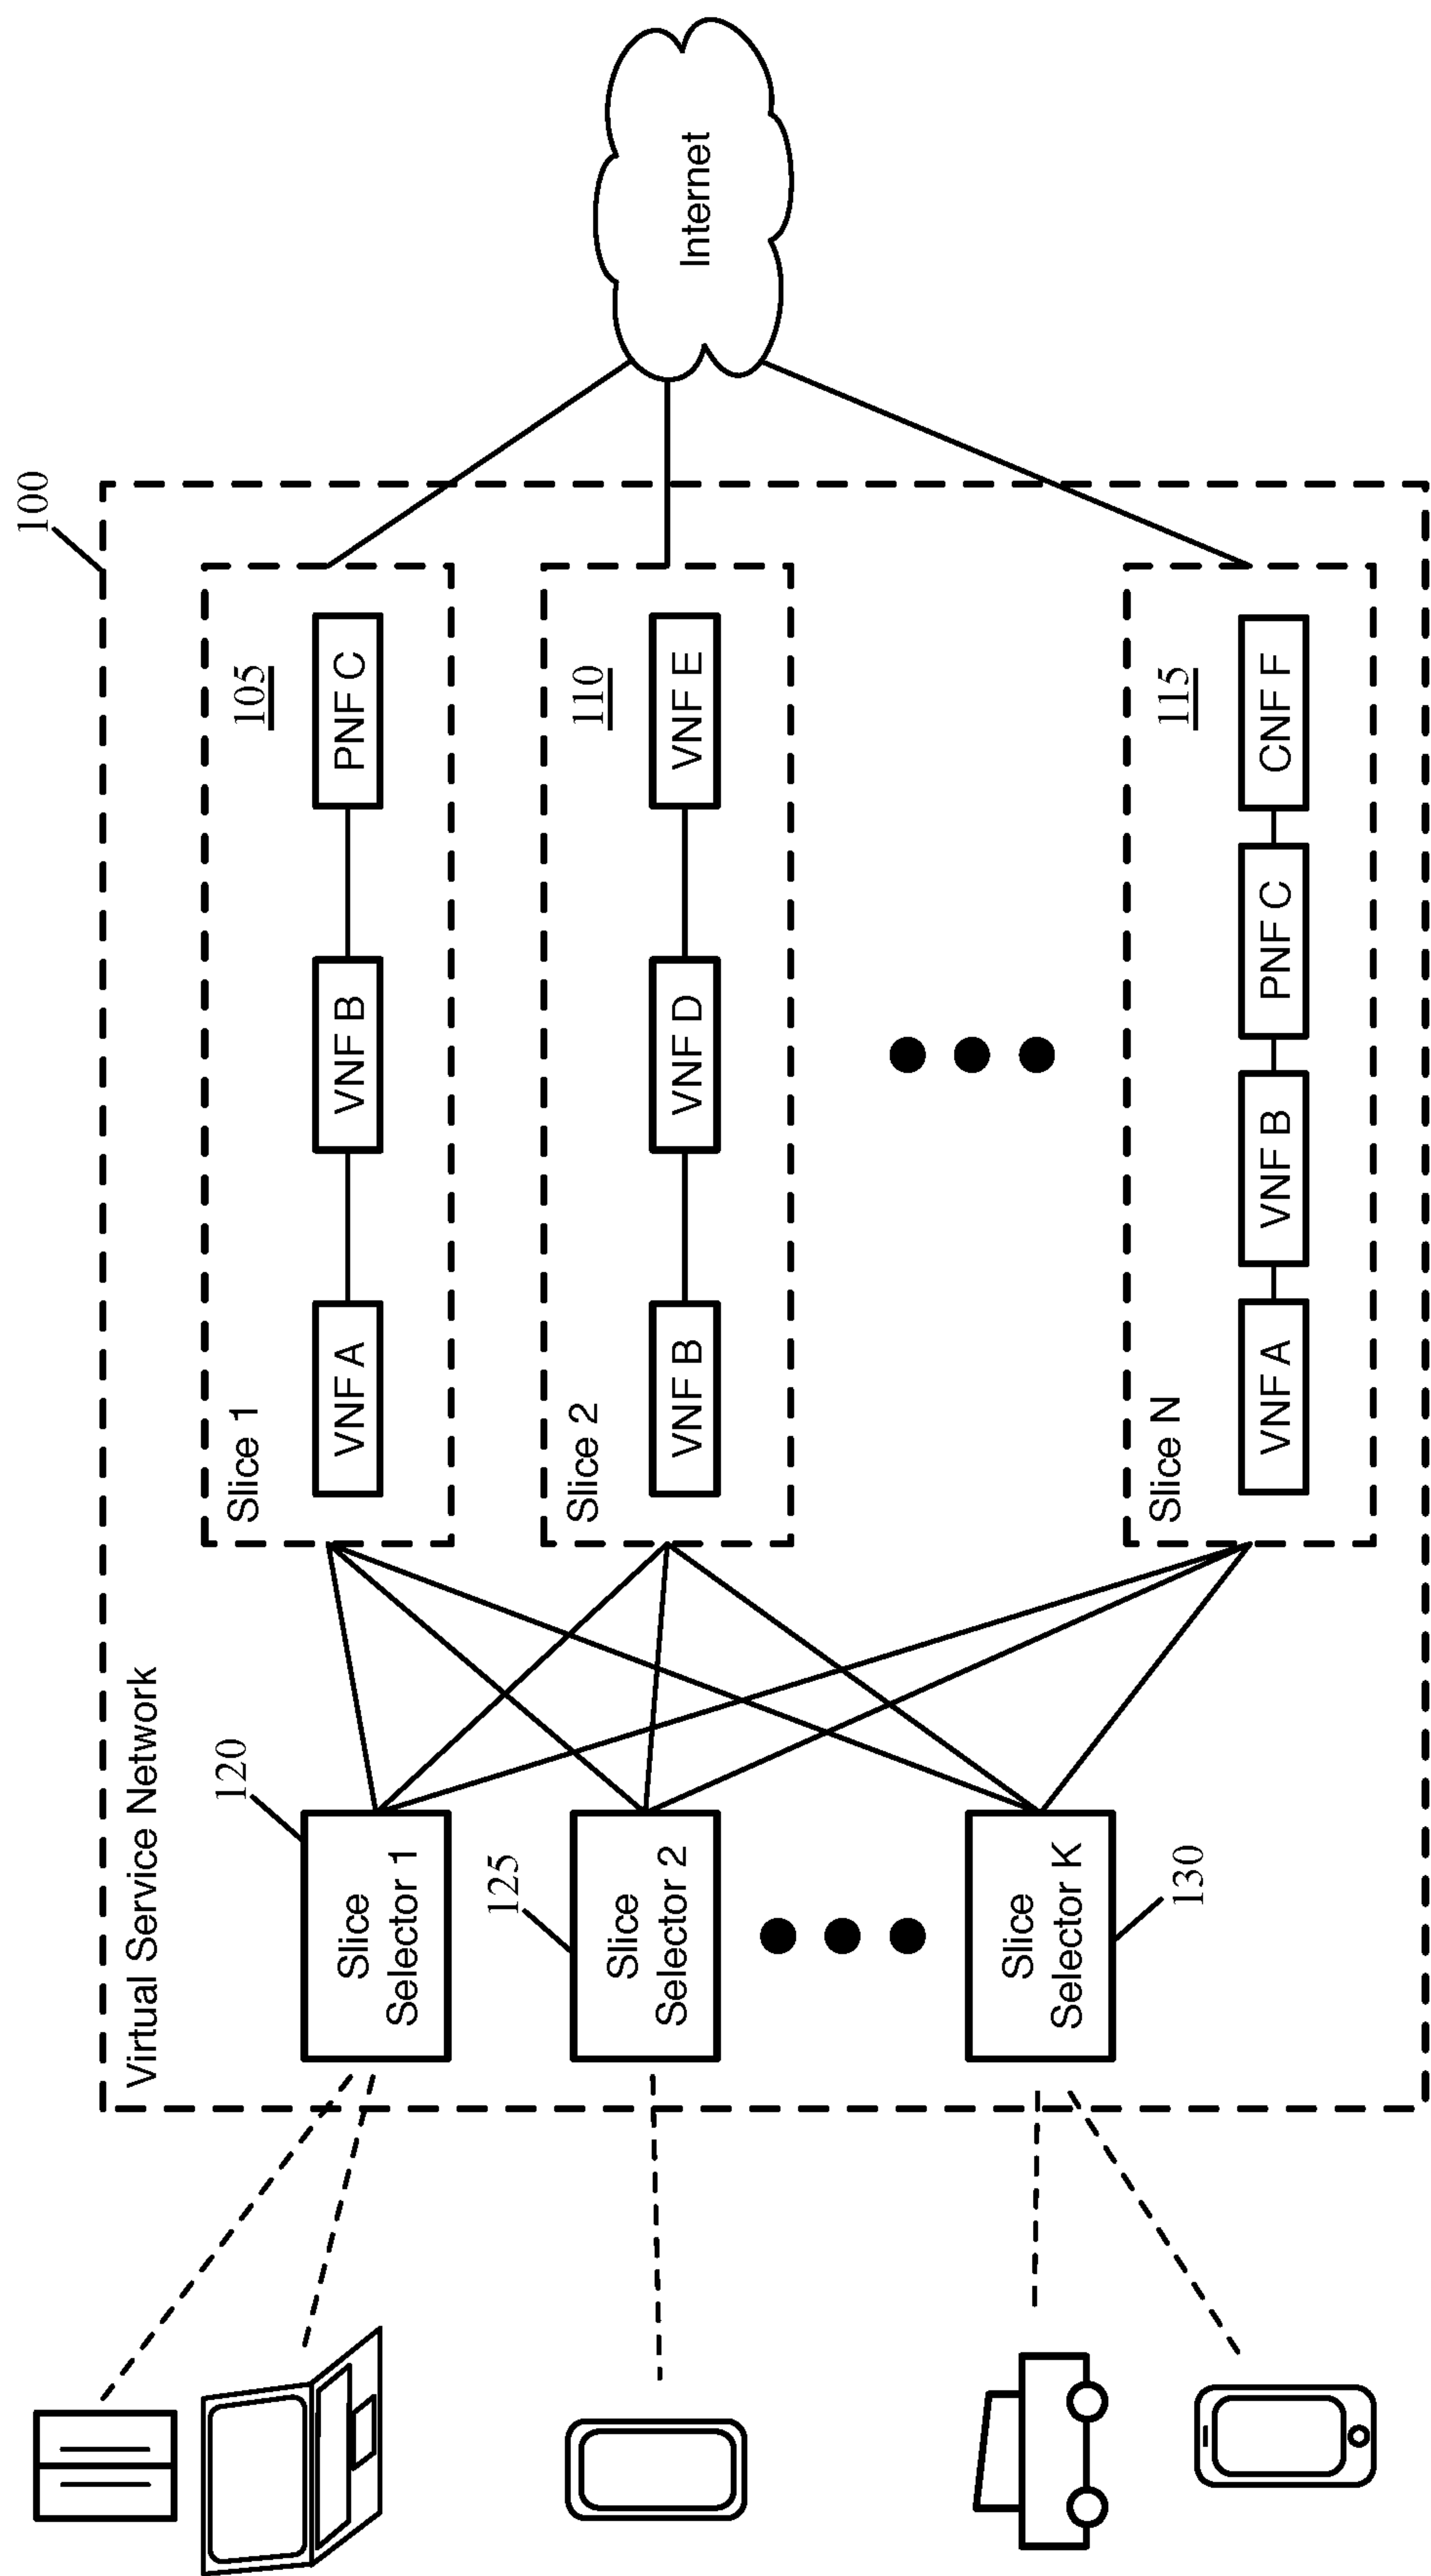 100
Virtual Service Network
120
Slice
Selector 1
125
Slice
Selector 2
Slice
Selector K
130
Slice 1
105
VNF A
VNF B
PNF C
Slice 2
110
VNF B
VNF D
VNF E
Slice N
115
VNF A
VNF B
PNF C
CNF F
Internet